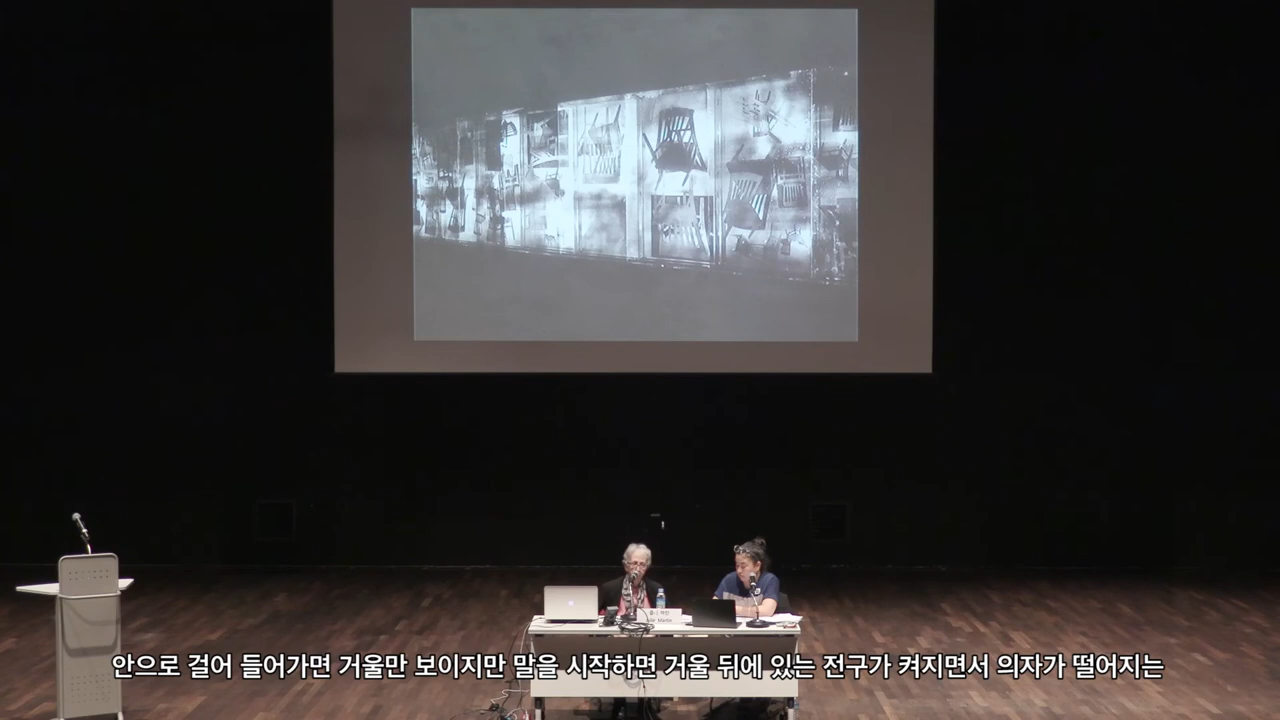 안으로 걸어 들어가면 거울만 보이지만 말을 시작하면 거울 뒤에 있는 전구가 켜지면서 의자가 떨어지는